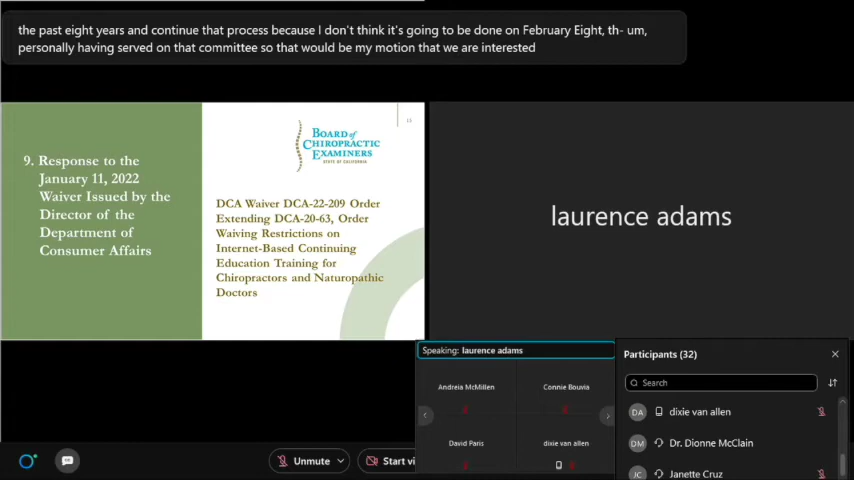 the past eight years and continue that process because I don't think it's going to be done on February Eight, th- um,
personally having served on that committee so that would be my motion that we are interested
15
BOARD of
CHIROPRACTIC
EXAMINERS
STATE OF CALIFORNIA
9. Response to the
January 11, 2022
Waiver Issued by the
Director of the
Department of
Consumer Affairs
DCA Waiver DCA-22-209 Order
Extending DCA-20-63, Order
Waiving Restrictions on
Internet-Based Continuing
Education Training for
Chiropractors and Naturopathic
Doctors
laurence adams
Speaking: laurence adams
Andreia McMillen
Connie Bouvia
David Paris
dixie van allen
Participants (32)
Search
DA dixie van allen
DM Dr. Dionne McClain
JC Janette Cruz
Unmute
Start vi